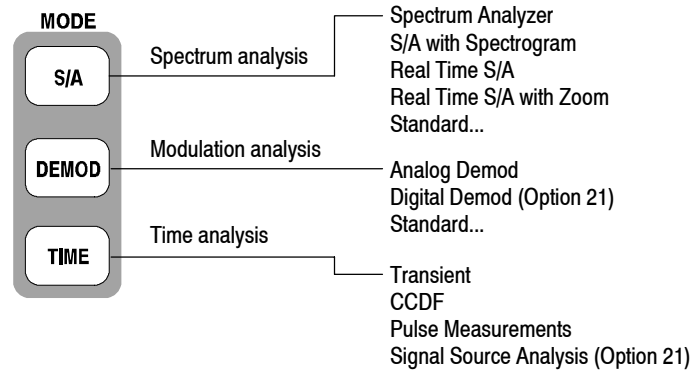 MODE
S/A
Spectrum analysis
Spectrum Analyzer
S/A with Spectrogram
Real Time S/A
Real Time S/A with Zoom
Standard...
DEMOD
Modulation analysis
Analog Demod
Digital Demod (Option 21)
Standard...
TIME
Time analysis
Transient
CCDF
Pulse Measurements
Signal Source Analysis (Option 21)